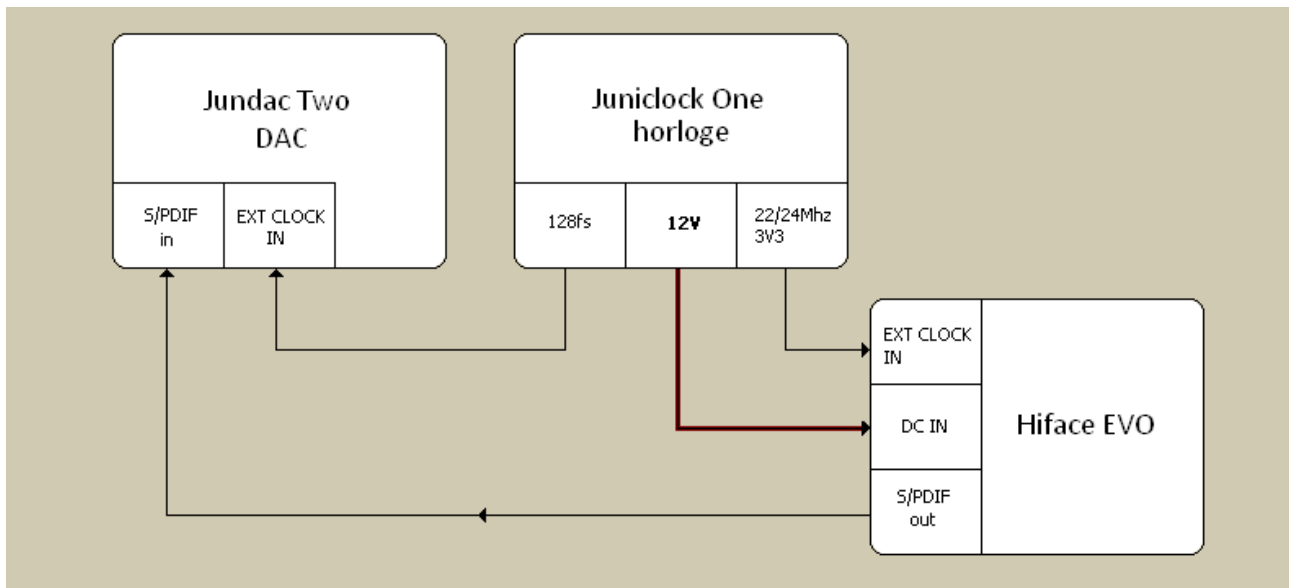 Jundac Two
DAC
S/PDIF
in
EXT CLOCK
IN
Juniclock One
horloge
128fs
12V
22/24Mhz
3V3
EXT CLOCK
IN
DC IN
S/PDIF
out
Hiface EVO